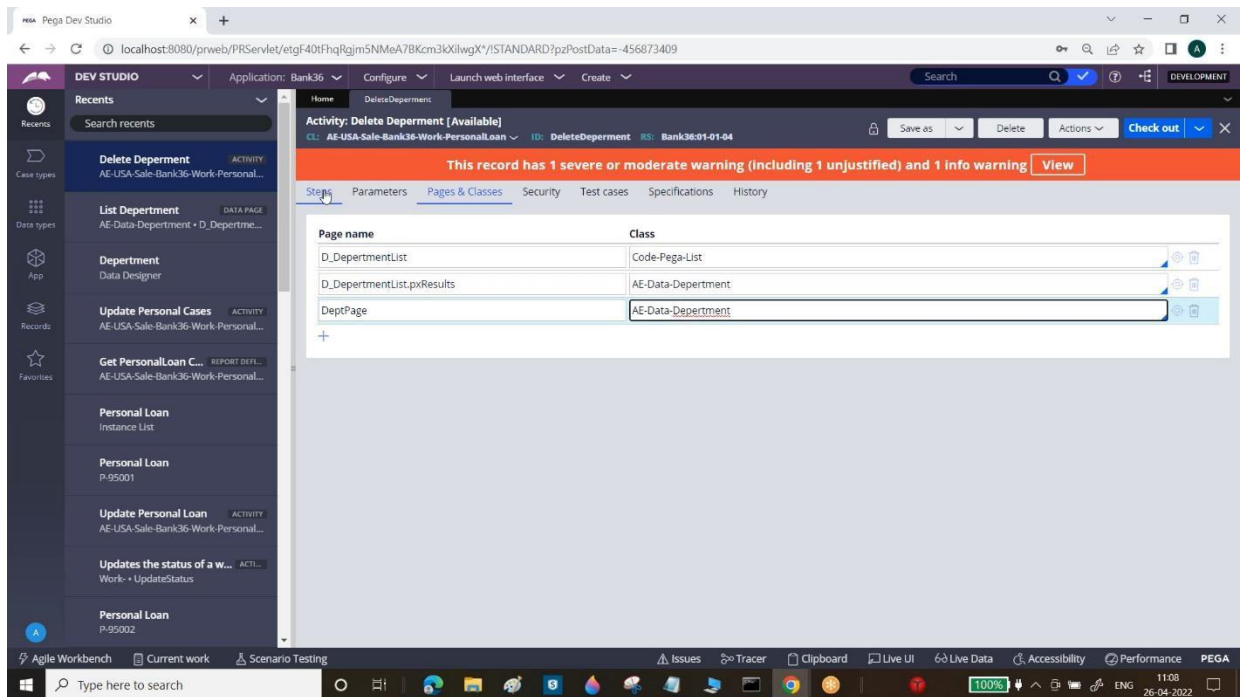 PEGA Pega Dev Studio
localhost:8080/prweb/PRServlet/etgF40tFhqRgjm5NMeA7BKcm3kXilwgX*/!STANDARD?pzPostData=-456873409
A
DEV STUDIO Application: Bank36 Configure Launch web interface Create Search DEVELOPMENT
Recents Recents Home DeleteDeperment
Search recents
Activity: Delete Deperment [Available]
CL: AE-USA-Sale-Bank36-Work-PersonalLoan ID: DeleteDeperment RS: Bank36:01-01-04
Save as Delete Actions Check out
This record has 1 severe or moderate warning (including 1 unjustified) and 1 info warning View
Steps Parameters Pages & Classes Security Test cases Specifications History
Page name Class
D_DepertmentList Code-Pega-List
D_DepertmentList.pxResults AE-Data-Depertment
DeptPage AE-Data-Depertment
Case types
Data types
App
Records
Favorites
A
Delete Deperment ACTIVITY
AE-USA-Sale-Bank36-Work-Personal...
List Depertment DATA PAGE
AE-Data-Depertment • D_Depertme...
Depertment
Data Designer
Update Personal Cases ACTIVITY
AE-USA-Sale-Bank36-Work-Personal...
Get PersonalLoan C... REPORT DEFI...
AE-USA-Sale-Bank36-Work-Personal...
Personal Loan
Instance List
Personal Loan
P-95001
Update Personal Loan ACTIVITY
AE-USA-Sale-Bank36-Work-Personal...
Updates the status of a w... ACTI...
Work- • UpdateStatus
Personal Loan
P-95002
Agile Workbench Current work Scenario Testing Issues Tracer Clipboard Live UI Live Data Accessibility Performance PEGA
Type here to search 100% ENG 11:08
26-04-2022